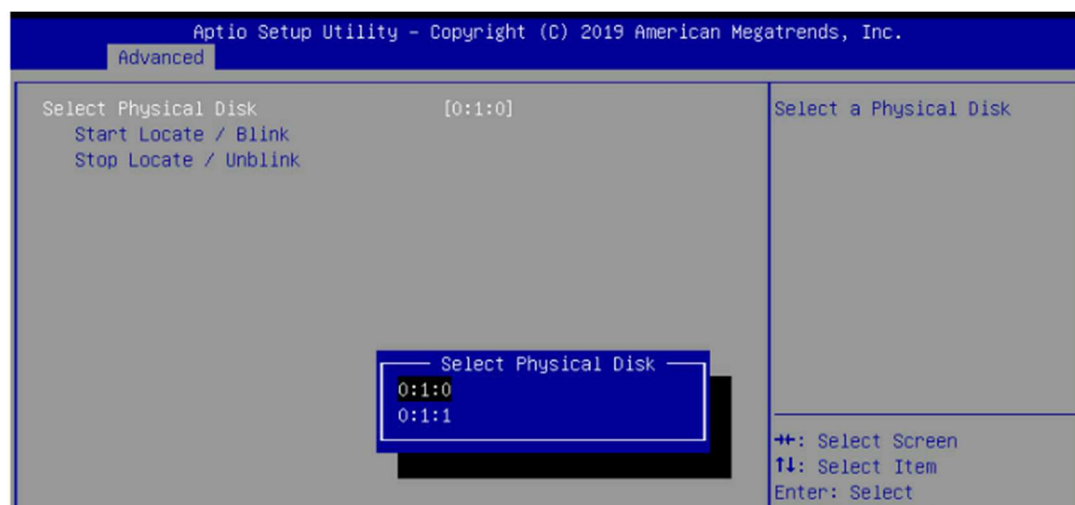 Aptio Setup Utility – Copyright (C) 2019 American Megatrends, Inc.
Advanced
Select Physical Disk [0:1:0]
Start Locate / Blink
Stop Locate / Unblink
Select a Physical Disk
Select Physical Disk
0:1:0
0:1:1
→←: Select Screen
↑↓: Select Item
Enter: Select